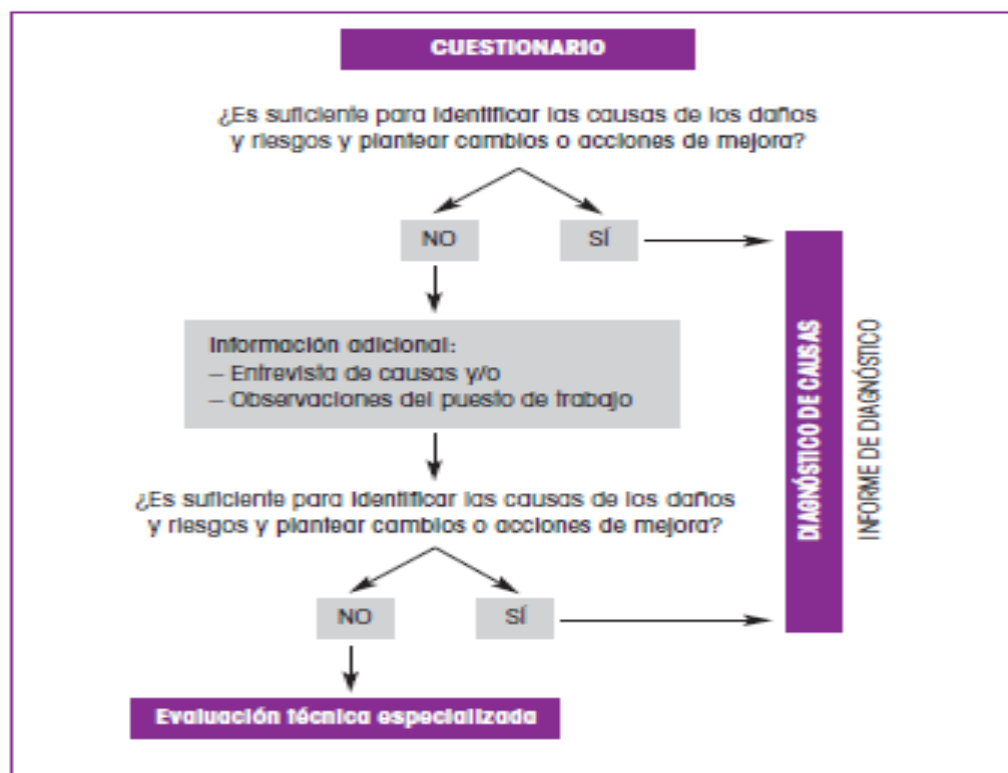 CUESTIONARIO
¿Es suficiente para identificar las causas de los daños
y riesgos y plantear cambios o acciones de mejora?
NO
SÍ
Información adicional:
– Entrevista de causas y/o
– Observaciones del puesto de trabajo
¿Es suficiente para identificar las causas de los daños
y riesgos y plantear cambios o acciones de mejora?
NO
SÍ
Evaluación técnica especializada
DIAGNÓSTICO DE CAUSAS
INFORME DE DIAGNÓSTICO